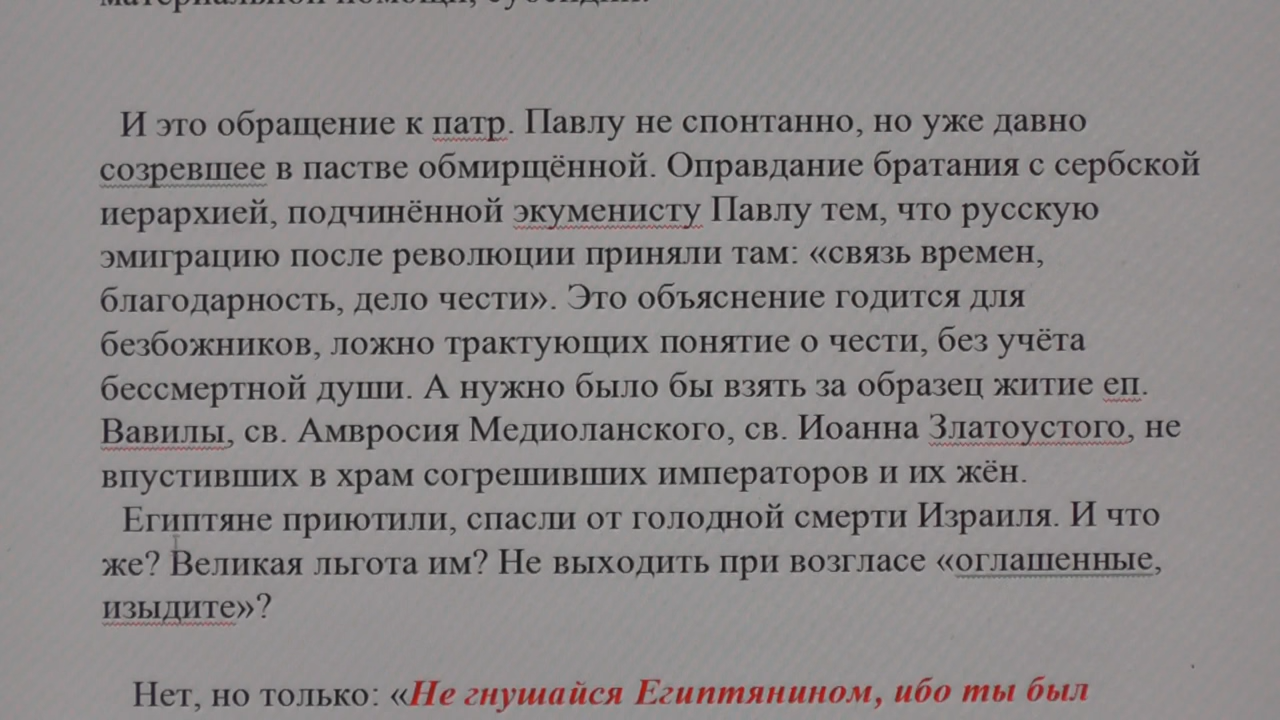 материальной помощи, субсидий.
И это обращение к патр. Павлу не спонтанно, но уже давно
созревшее в пастве обмирщённой. Оправдание братания с сербской
иерархией, подчинённой экуменисту Павлу тем, что русскую
эмиграцию после революции приняли там: «связь времен,
благодарность, дело чести». Это объяснение годится для
безбожников, ложно трактующих понятие о чести, без учёта
бессмертной души. А нужно было бы взять за образец житие еп.
Вавилы, св. Амвросия Медиоланского, св. Иоанна Златоустого, не
впустивших в храм согрешивших императоров и их жён.
Египтяне приютили, спасли от голодной смерти Израиля. И что
же? Великая льгота им? Не выходить при возгласе «оглашенные,
изыдите»?
Нет, но только: «Не гнушайся Египтянином, ибо ты был